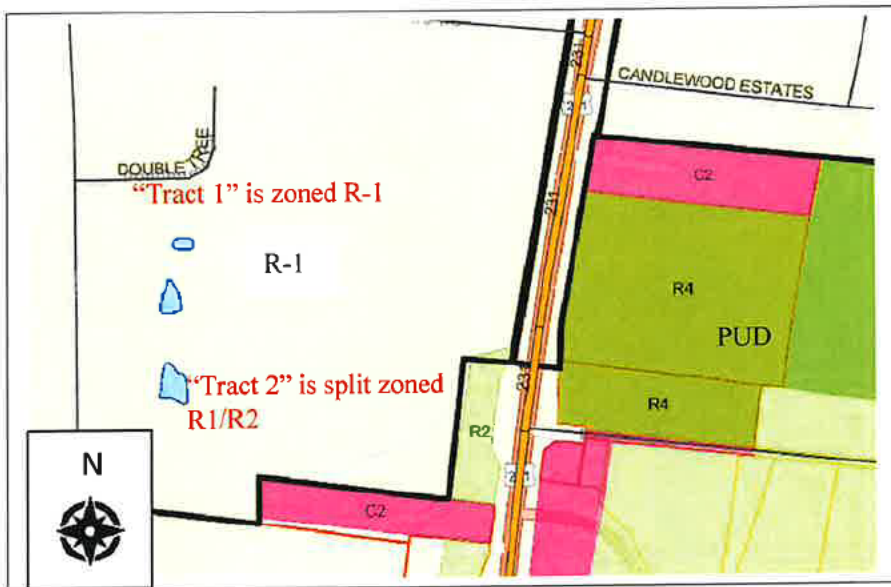 231
CANDLEWOOD ESTATES
DOUBLE TREE
C2
“Tract 1” is zoned R-1
231
R-1
R4
PUD
“Tract 2” is split zoned
R1/R2
231
R4
R2
N
C2